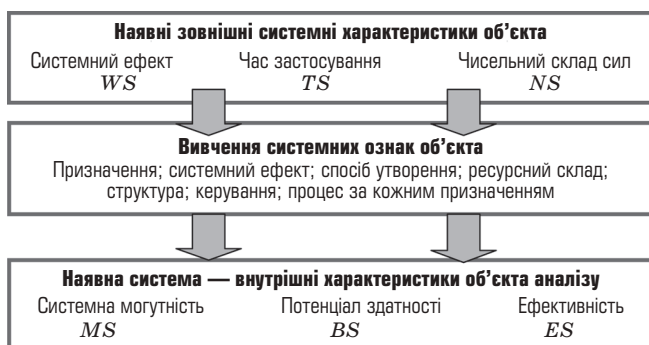 Наявні зовнішні системні характеристики об’єкта
Системний ефект Час застосування Чисельний склад сил
WS TS NS
Вивчення системних ознак об’єкта
Призначення; системний ефект; спосіб утворення; ресурсний склад;
структура; керування; процес за кожним призначенням
Наявна система — внутрішні характеристики об’єкта аналізу
Системна могутність Потенціал здатності Ефективність
MS BS ES